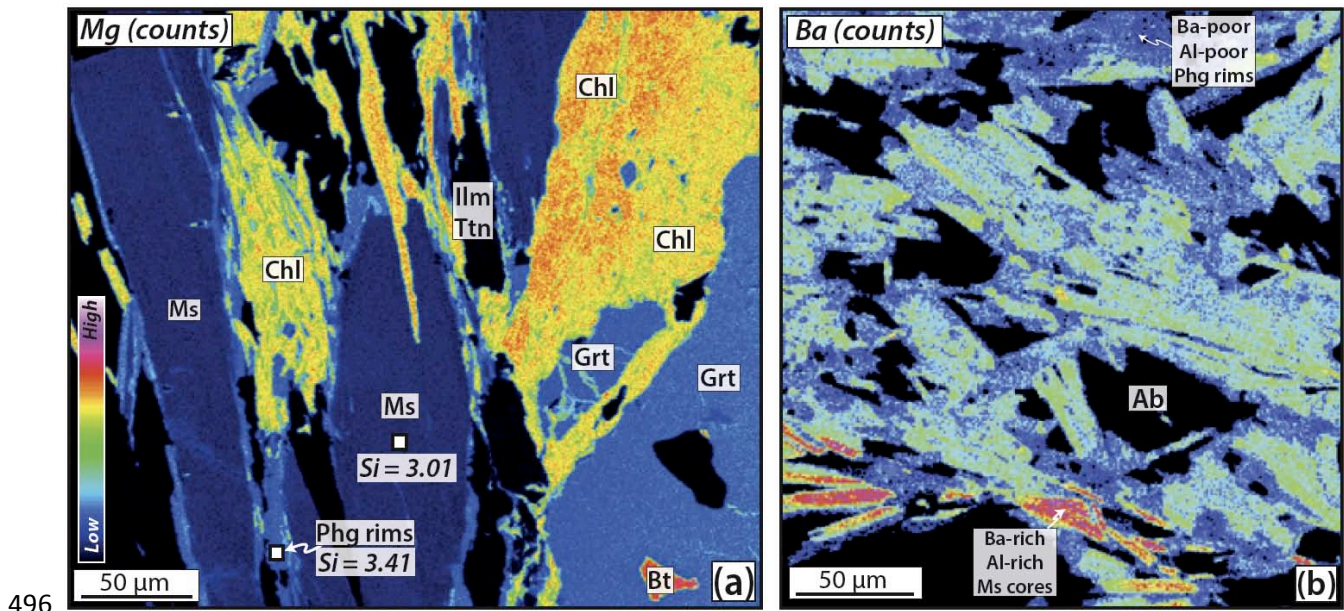 Mg (counts)
Chl
Ilm
Ttn
Chl
Chl
Ms
High
Low
Grt
Grt
Ms
Si = 3.01
Phg rims
Si = 3.41
Bt
50 µm
(a)
Ba (counts)
Ba-poor
Al-poor
Phg rims
Ab
Ba-rich
Al-rich
Ms cores
50 µm
(b)
496